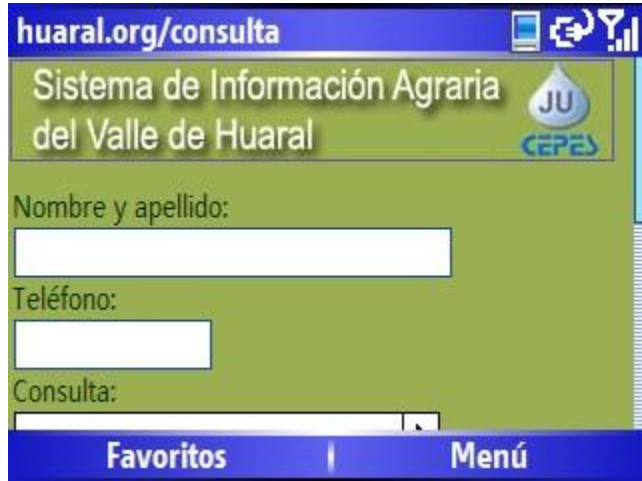 huaral.org/consulta
Sistema de Información Agraria
del Valle de Huaral
JU
CEPES
Nombre y apellido:
Teléfono:
Consulta:
Favoritos
Menú